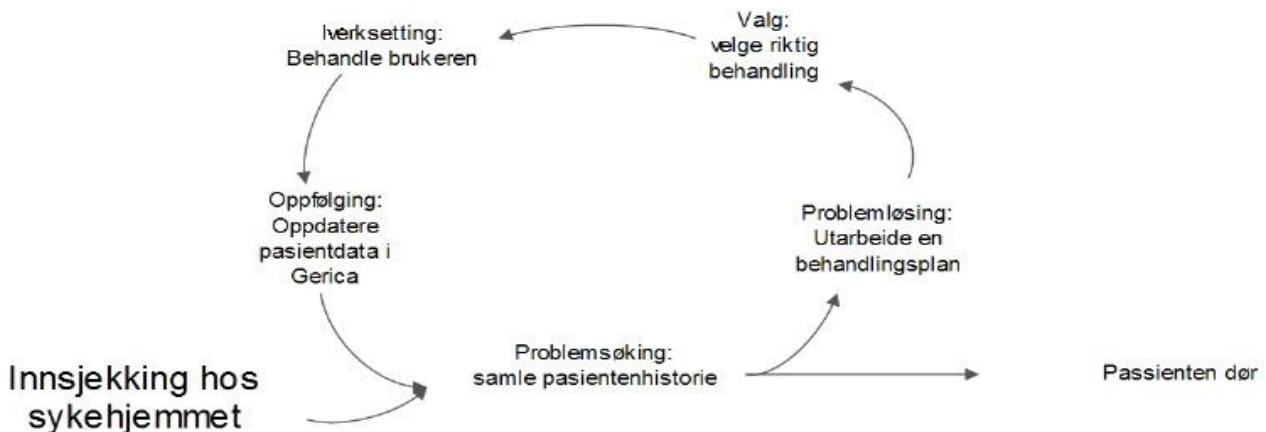 Iverksetting:
Behandle brukeren
Valg:
velge riktig
behandling
Oppfølging:
Oppdatere
pasientdata i
Gerica
Problemløsing:
Utarbeide en
behandlingsplan
Innsjekking hos
sykehjemmet
Problemsøking:
samle pasientenhistorie
Passienten dør